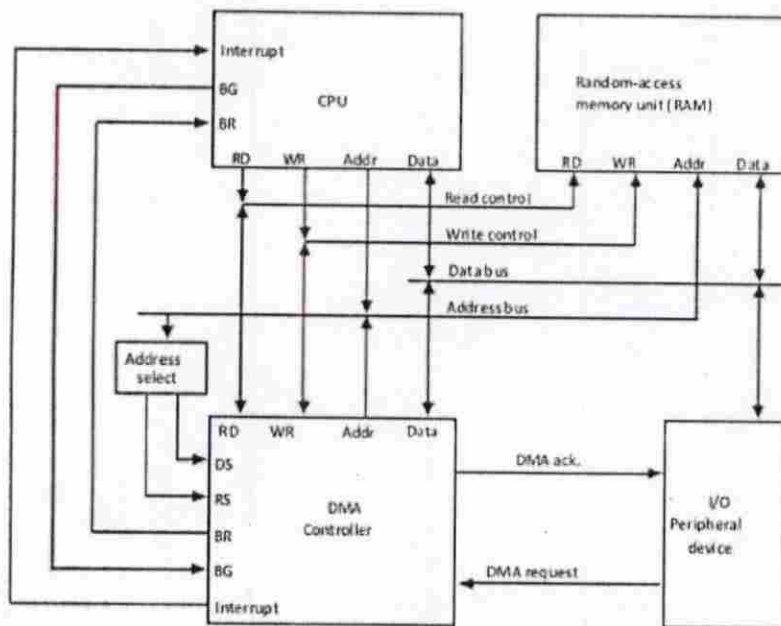 Interrupt
BG
CPU
BR
RD WR Addr Data
Random-access
memory unit (RAM)
RD WR Addr Data
Read control
Write control
Data bus
Address bus
Address
select
RD WR Addr Data
DS
RS
BR
BG
Interrupt
DMA
Controller
DMA ack.
DMA request
I/O
Peripheral
device